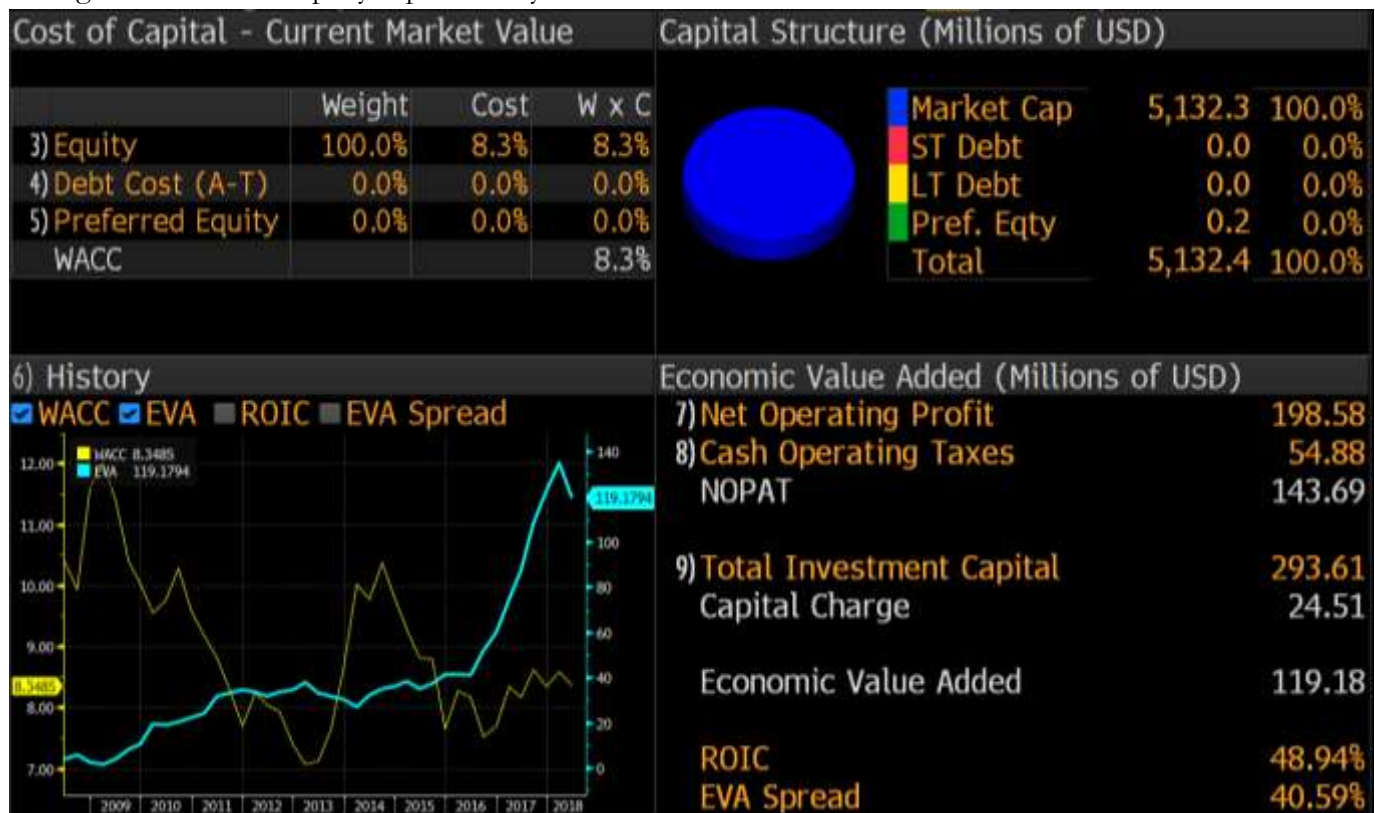 Cost of Capital - Current Market Value
Weight Cost W x C
3) Equity 100.0% 8.3% 8.3%
4) Debt Cost (A-T) 0.0% 0.0% 0.0%
5) Preferred Equity 0.0% 0.0% 0.0%
WACC 8.3%
Capital Structure (Millions of USD)
Market Cap 5,132.3 100.0%
ST Debt 0.0 0.0%
LT Debt 0.0 0.0%
Pref. Eqty 0.2 0.0%
Total 5,132.4 100.0%
6) History
WACC EVA ROIC EVA Spread
WACC 8.3485
EVA 119.1794
12.00
11.00
10.00
9.00
8.3485
8.00
7.00
140
119.1794
100
80
60
40
20
0
2009 2010 2011 2012 2013 2014 2015 2016 2017 2018
Economic Value Added (Millions of USD)
7) Net Operating Profit 198.58
8) Cash Operating Taxes 54.88
NOPAT 143.69
9) Total Investment Capital 293.61
Capital Charge 24.51
Economic Value Added 119.18
ROIC 48.94%
EVA Spread 40.59%